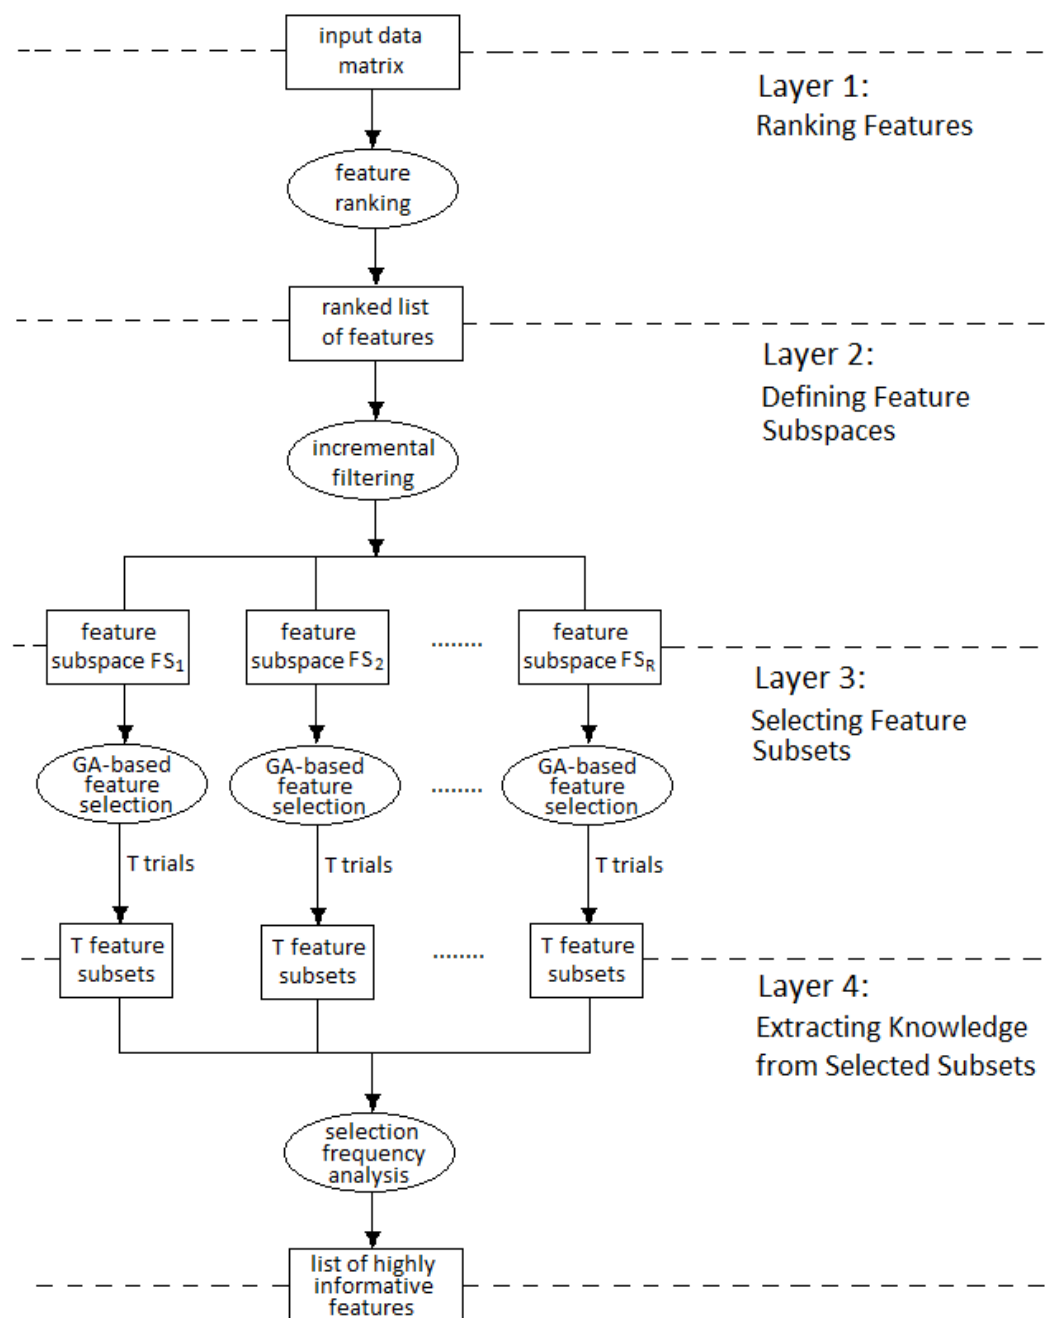 input data
matrix
Layer 1:
Ranking Features
feature
ranking
ranked list
of features
Layer 2:
Defining Feature
Subspaces
incremental
filtering
feature
subspace FS1
feature
subspace FS2
........
feature
subspace FSR
Layer 3:
Selecting Feature
Subsets
GA-based
feature
selection
GA-based
feature
selection
........
GA-based
feature
selection
T trials
T trials
T trials
T feature
subsets
T feature
subsets
........
T feature
subsets
Layer 4:
Extracting Knowledge
from Selected Subsets
selection
frequency
analysis
list of highly
informative
features